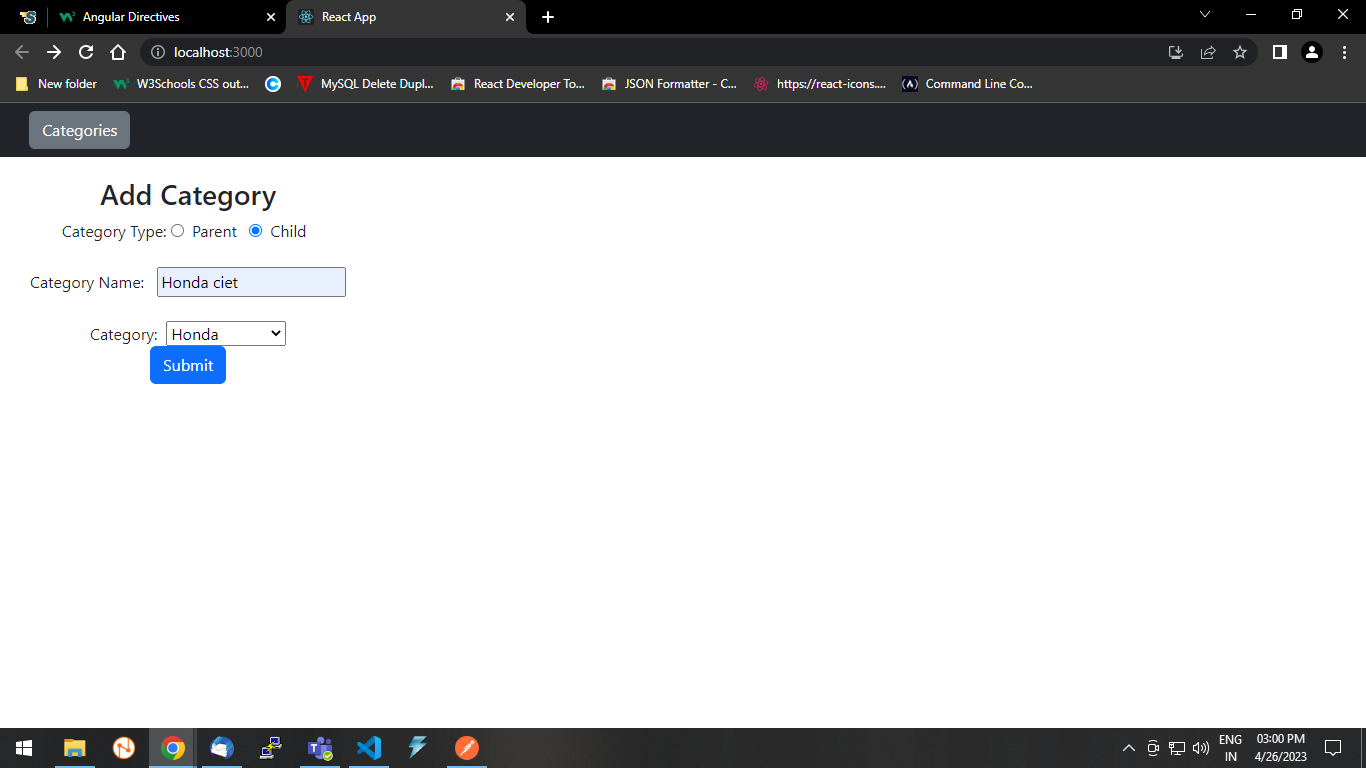 Angular Directives
React App
localhost:3000
New folder
W3Schools CSS out...
MySQL Delete Dupl...
React Developer To...
JSON Formatter - C...
https://react-icons....
Command Line Co...
Categories
Add Category
Category Type: Parent Child
Category Name: Honda ciet
Category: Honda
Submit
ENG
IN
03:00 PM
4/26/2023